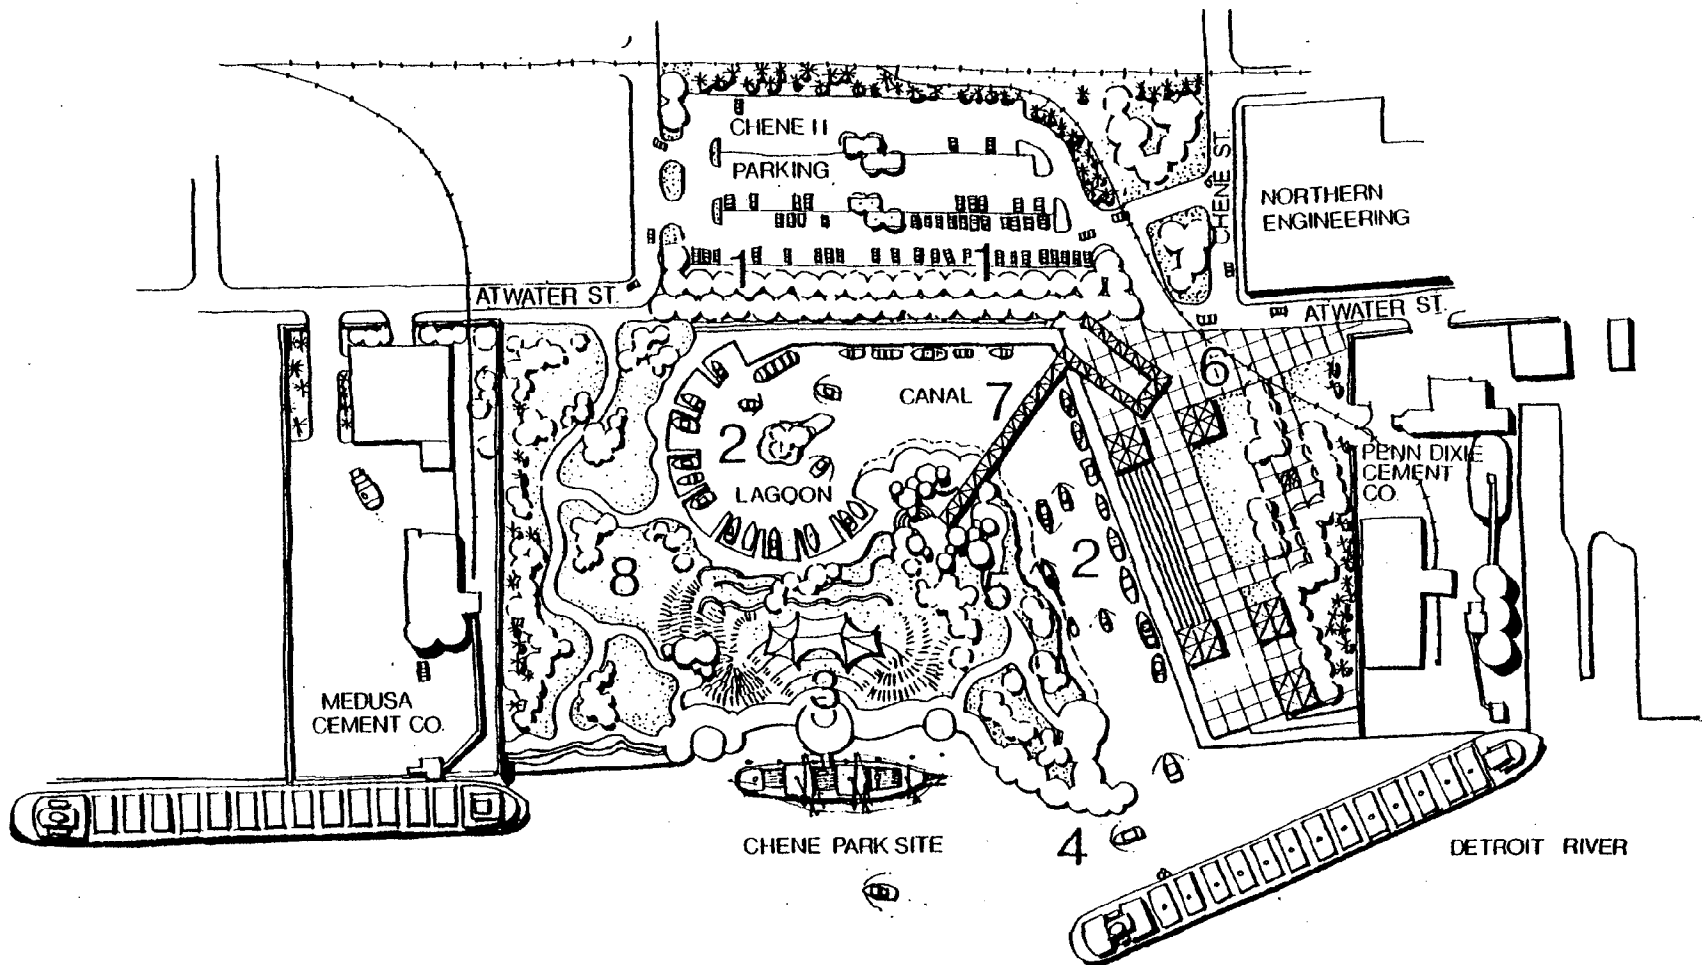 CHENE II
PARKING
CHENE ST.
NORTHERN
ENGINEERING
1
1
ATWATER ST.
ATWATER ST.
6
CANAL
7
2
LAGOON
PENN DIXIE
CEMENT
CO.
8
2
5
MEDUSA
CEMENT CO.
CHENE PARK SITE
4
DETROIT RIVER